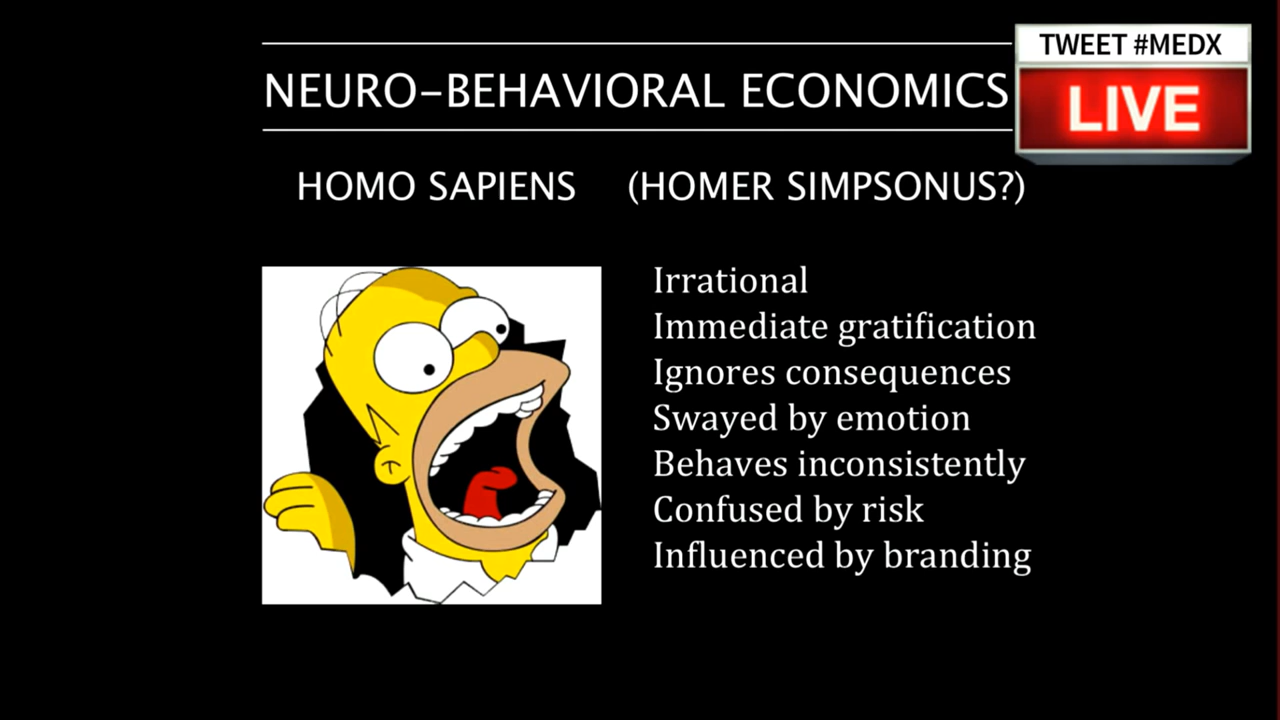 TWEET #MEDX
LIVE
NEURO-BEHAVIORAL ECONOMICS
HOMO SAPIENS (HOMER SIMPSONUS?)
Irrational
Immediate gratification
Ignores consequences
Swayed by emotion
Behaves inconsistently
Confused by risk
Influenced by branding